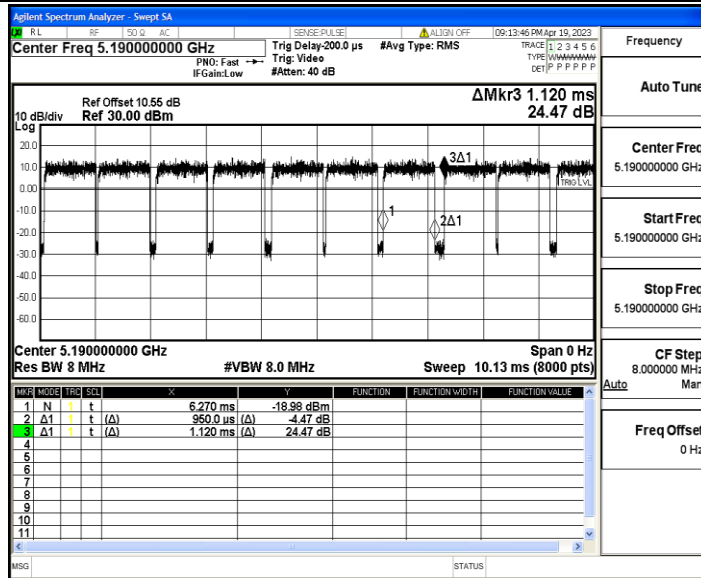 Agilent Spectrum Analyzer - Swept SA
RL RF 50 Ω AC SENSE:PULSE ALIGN OFF 09:13:46 PM Apr 19, 2023
Center Freq 5.190000000 GHz
PNO: Fast
IFGain:Low
Trig Delay-200.0 µs
Trig: Video
#Atten: 40 dB
#Avg Type: RMS
TRACE 1 2 3 4 5 6
TYPE WWWWWW
DET P P P P P P
Ref Offset 10.55 dB
10 dB/div Ref 30.00 dBm
ΔMkr3 1.120 ms
24.47 dB
Log
20.0
10.0
0.00
-10.0
-20.0
-30.0
-40.0
-50.0
-60.0
3Δ1
TRIG LVL
1
2Δ1
Center 5.190000000 GHz Span 0 Hz
Res BW 8 MHz #VBW 8.0 MHz Sweep 10.13 ms (8000 pts)
MKR MODE TRC SCL X Y FUNCTION FUNCTION WIDTH FUNCTION VALUE
1 N 1 t 6.270 ms -18.98 dBm
2 Δ1 1 t (Δ) 950.0 µs (Δ) -4.47 dB
3 Δ1 1 t (Δ) 1.120 ms (Δ) 24.47 dB
4
5
6
7
8
9
10
11
MSG STATUS
Frequency
Auto Tune
Center Freq
5.190000000 GHz
Start Freq
5.190000000 GHz
Stop Freq
5.190000000 GHz
CF Step
8.000000 MHz
Auto Man
Freq Offset
0 Hz